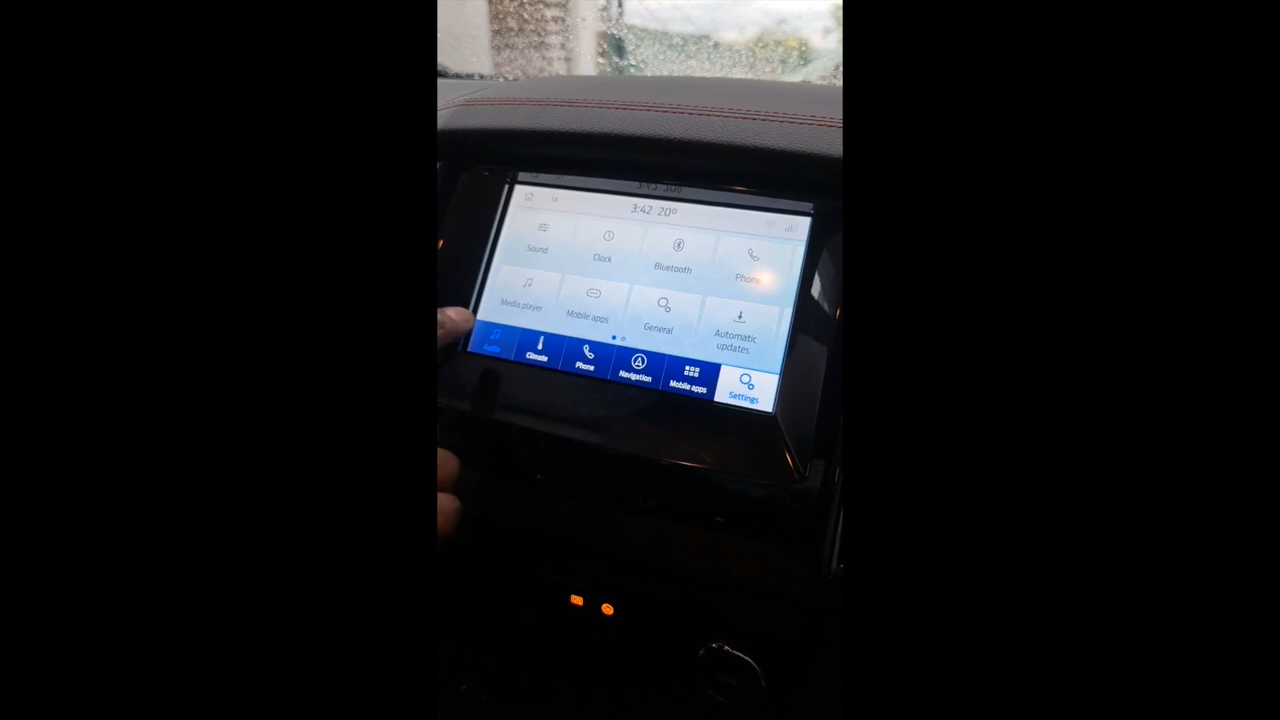 3:42 20°
Sound
Clock
Bluetooth
Phone
Media player
Mobile apps
General
Automatic
updates
Audio
Climate
Phone
Navigation
Mobile apps
Settings